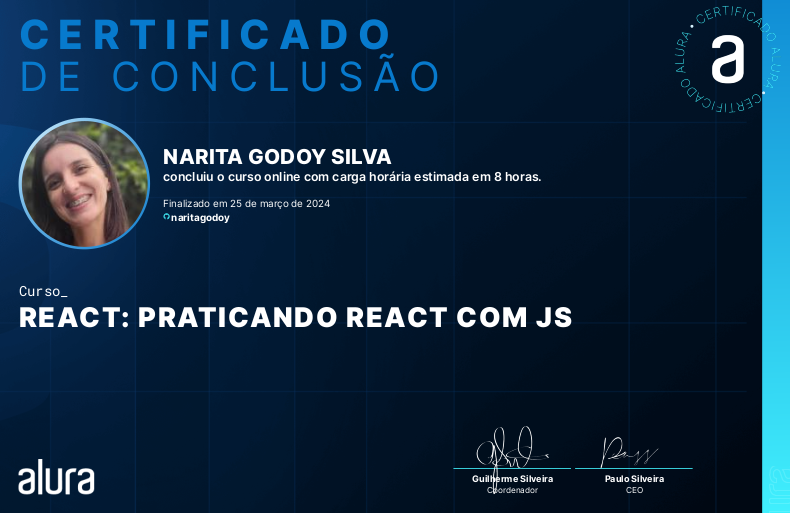 CERTIFICADO
DE CONCLUSÃO
CERTIFICADO ALURA • CERTIFICADO ALURA •
a
NARITA GODOY SILVA
concluiu o curso online com carga horária estimada em 8 horas.
Finalizado em 25 de março de 2024
naritagodoy
Curso_
REACT: PRATICANDO REACT COM JS
Guilherme Silveira
Coordenador
Paulo Silveira
CEO
alura